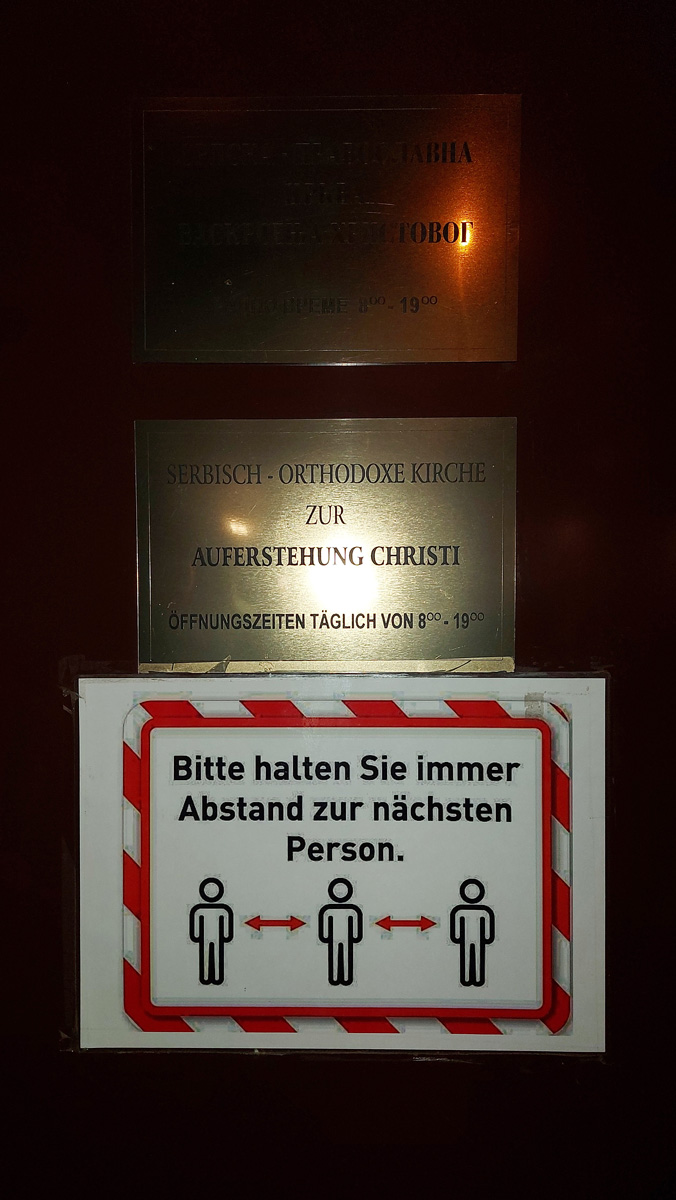 ПРАВОСЛАВНА
ХРИСТОВОГ
ВРЕМЕ 8⁰⁰ - 19⁰⁰
SERBISCH - ORTHODOXE KIRCHE
ZUR
AUFERSTEHUNG CHRISTI
ÖFFNUNGSZEITEN TÄGLICH VON 8⁰⁰ - 19⁰⁰
Bitte halten Sie immer
Abstand zur nächsten
Person.